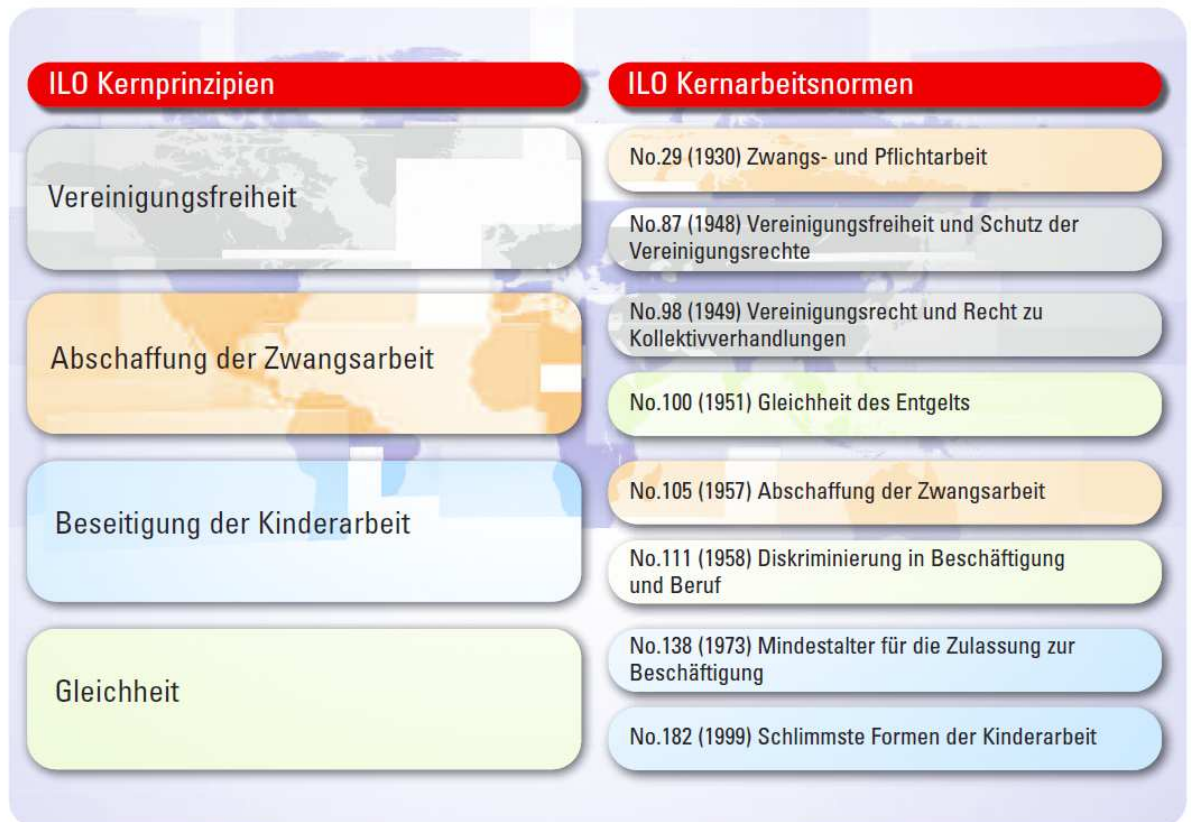 ILO Kernprinzipien
Vereinigungsfreiheit
Abschaffung der Zwangsarbeit
Beseitigung der Kinderarbeit
Gleichheit
ILO Kernarbeitsnormen
No.29 (1930) Zwangs- und Pflichtarbeit
No.87 (1948) Vereinigungsfreiheit und Schutz der
Vereinigungsrechte
No.98 (1949) Vereinigungsrecht und Recht zu
Kollektivverhandlungen
No.100 (1951) Gleichheit des Entgelts
No.105 (1957) Abschaffung der Zwangsarbeit
No.111 (1958) Diskriminierung in Beschäftigung
und Beruf
No.138 (1973) Mindestalter für die Zulassung zur
Beschäftigung
No.182 (1999) Schlimmste Formen der Kinderarbeit